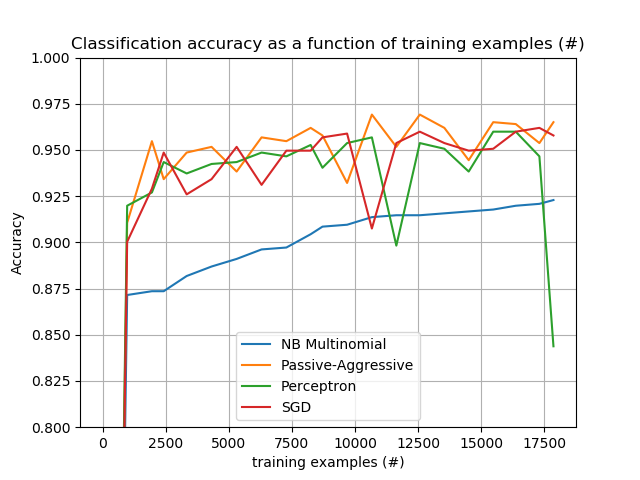 Classification accuracy as a function of training examples (#)
1.000
0.975
0.950
0.925
0.900
0.875
0.850
0.825
0.800
Accuracy
NB Multinomial
Passive-Aggressive
Perceptron
SGD
0 2500 5000 7500 10000 12500 15000 17500
training examples (#)